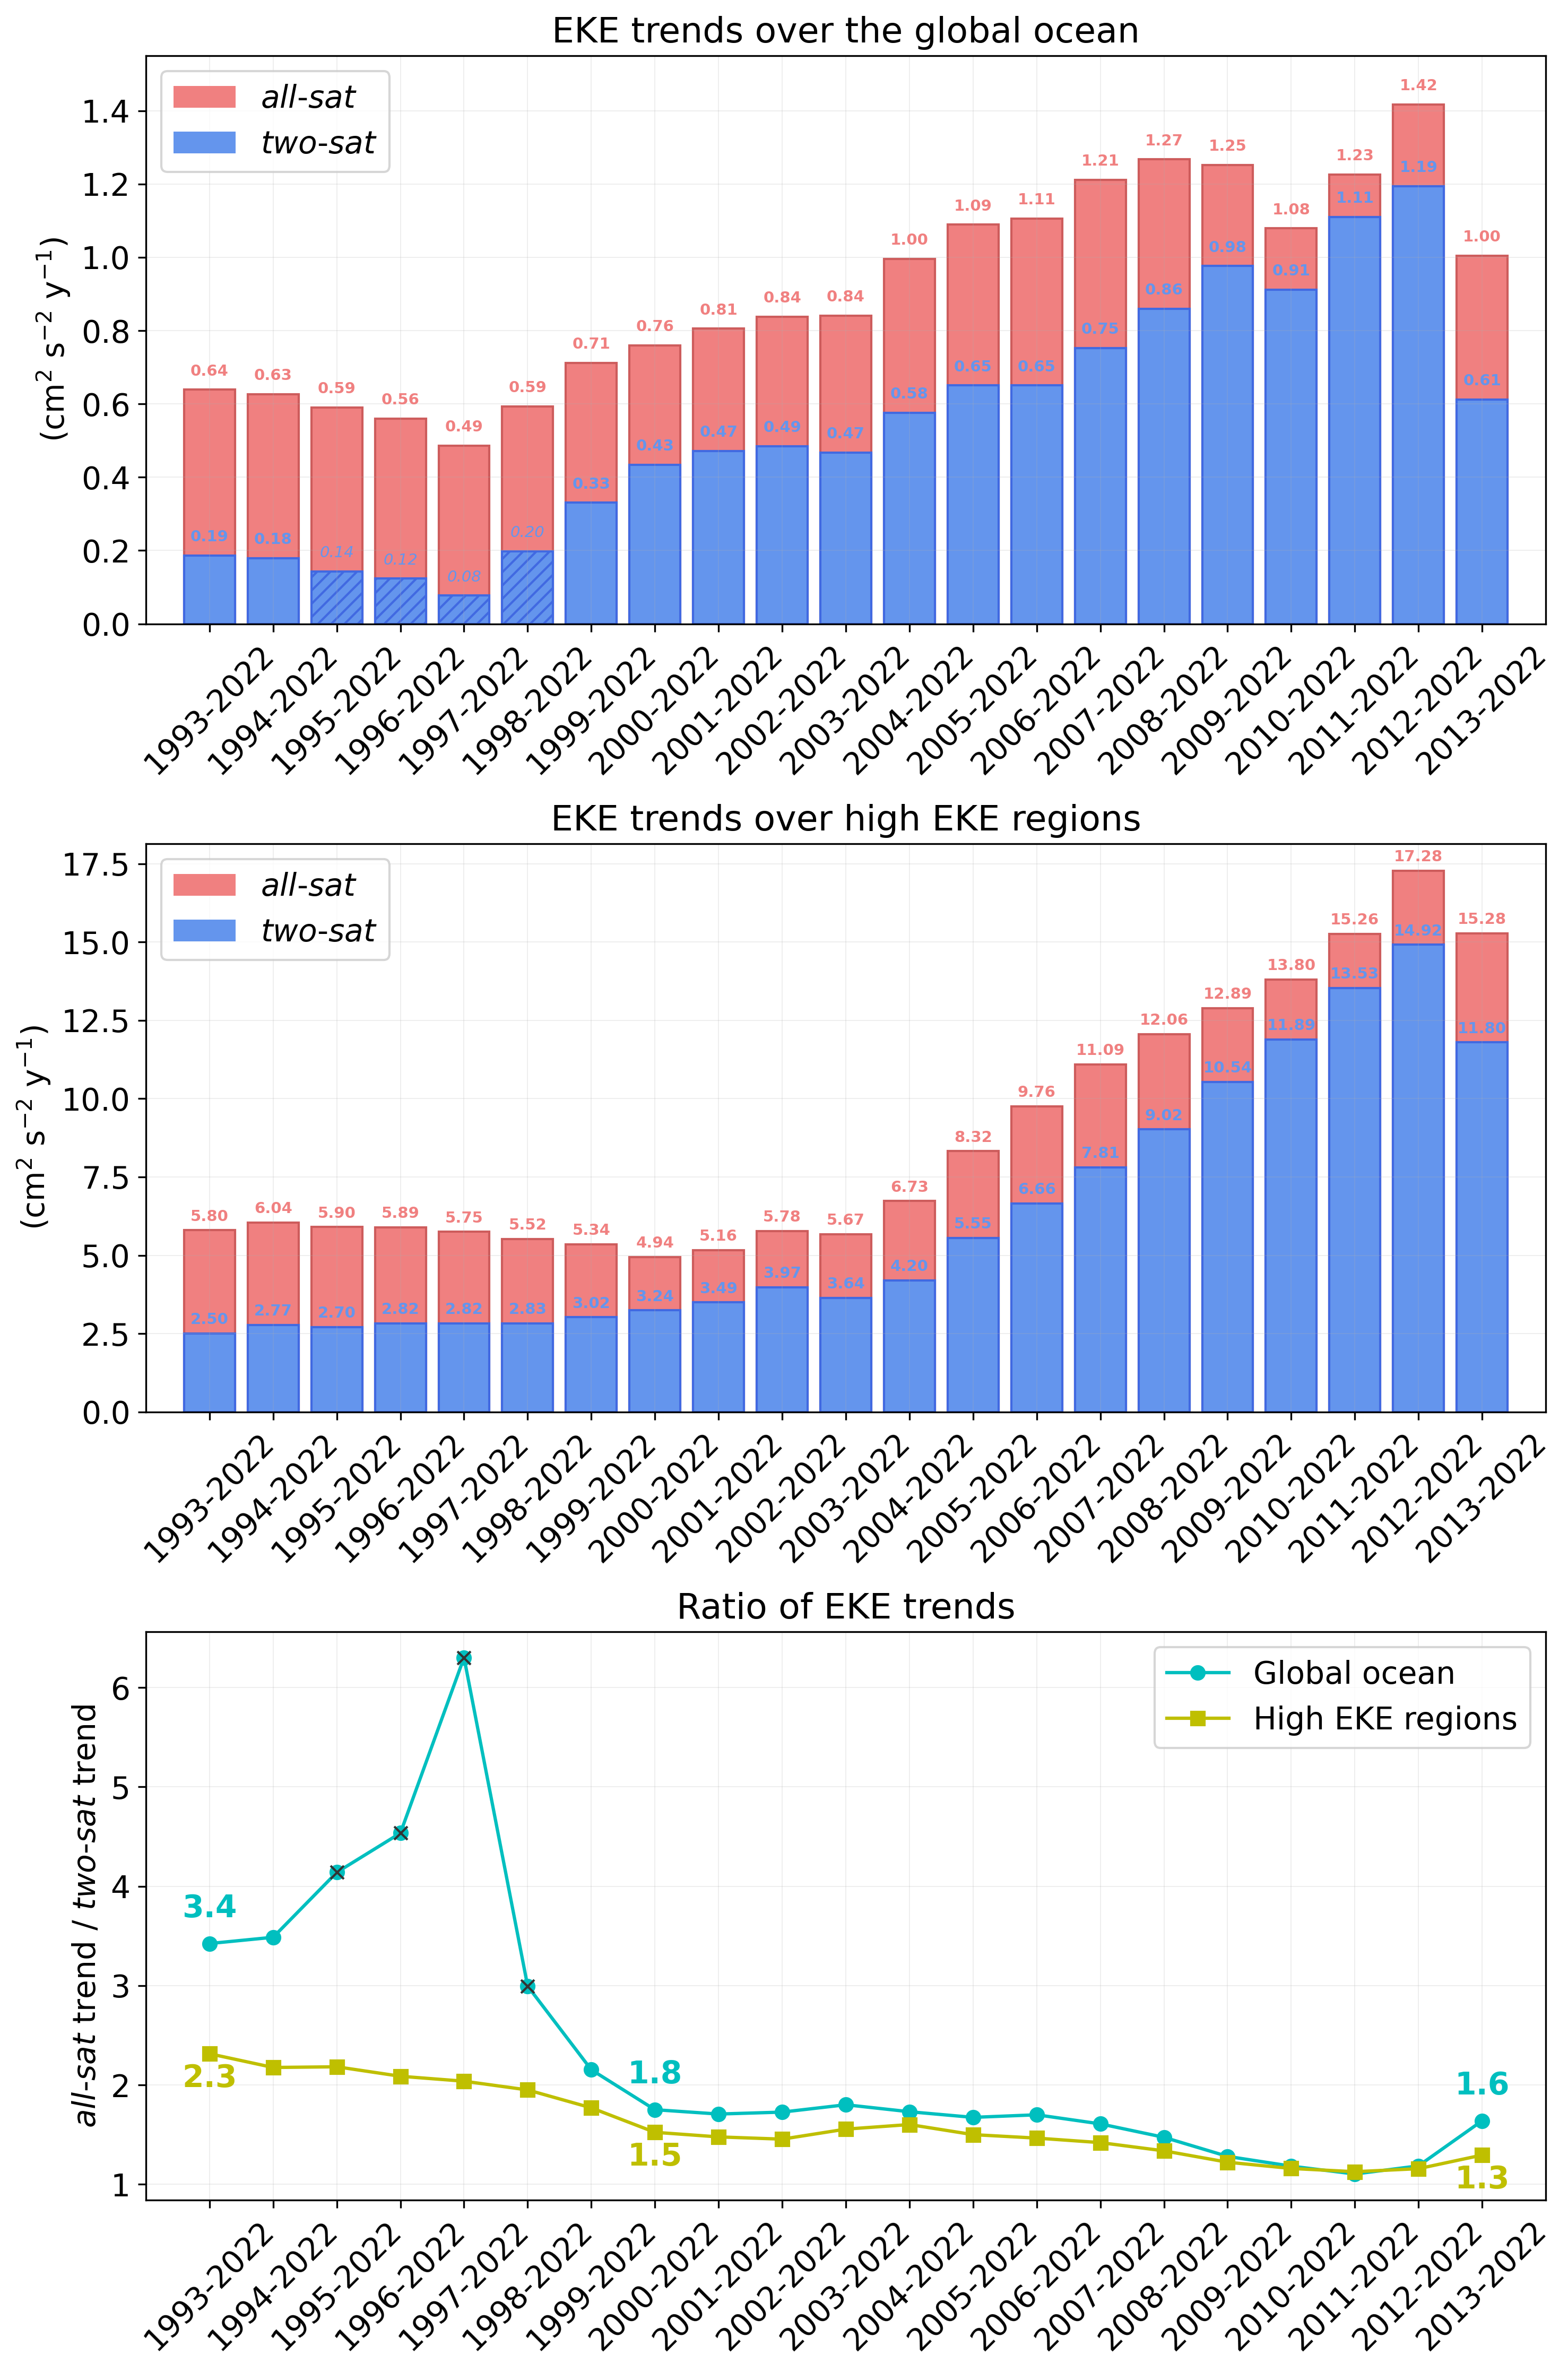 EKE trends over the global ocean
all-sat
two-sat
(cm² s⁻² y⁻¹)
1.4
1.2
1.0
0.8
0.6
0.4
0.2
0.0
0.64 0.63 0.59 0.56 0.49 0.59 0.71 0.76 0.81 0.84 0.84 1.00 1.09 1.11 1.21 1.27 1.25 1.08 1.23 1.42 1.00
0.19 0.18 0.14 0.12 0.08 0.20 0.33 0.43 0.47 0.49 0.47 0.58 0.65 0.65 0.75 0.86 0.98 0.91 1.11 1.19 0.61
1993-2022 1994-2022 1995-2022 1996-2022 1997-2022 1998-2022 1999-2022 2000-2022 2001-2022 2002-2022 2003-2022 2004-2022 2005-2022 2006-2022 2007-2022 2008-2022 2009-2022 2010-2022 2011-2022 2012-2022 2013-2022
EKE trends over high EKE regions
all-sat
two-sat
(cm² s⁻² y⁻¹)
17.5
15.0
12.5
10.0
7.5
5.0
2.5
0.0
5.80 6.04 5.90 5.89 5.75 5.52 5.34 4.94 5.16 5.78 5.67 6.73 8.32 9.76 11.09 12.06 12.89 13.80 15.26 17.28 15.28
2.50 2.77 2.70 2.82 2.82 2.83 3.02 3.24 3.49 3.97 3.64 4.20 5.55 6.66 7.81 9.02 10.54 11.89 13.53 14.92 11.80
1993-2022 1994-2022 1995-2022 1996-2022 1997-2022 1998-2022 1999-2022 2000-2022 2001-2022 2002-2022 2003-2022 2004-2022 2005-2022 2006-2022 2007-2022 2008-2022 2009-2022 2010-2022 2011-2022 2012-2022 2013-2022
Ratio of EKE trends
Global ocean
High EKE regions
all-sat trend / two-sat trend
6
5
4
3
2
1
3.4
2.3
1.8
1.5
1.6
1.3
1993-2022 1994-2022 1995-2022 1996-2022 1997-2022 1998-2022 1999-2022 2000-2022 2001-2022 2002-2022 2003-2022 2004-2022 2005-2022 2006-2022 2007-2022 2008-2022 2009-2022 2010-2022 2011-2022 2012-2022 2013-2022